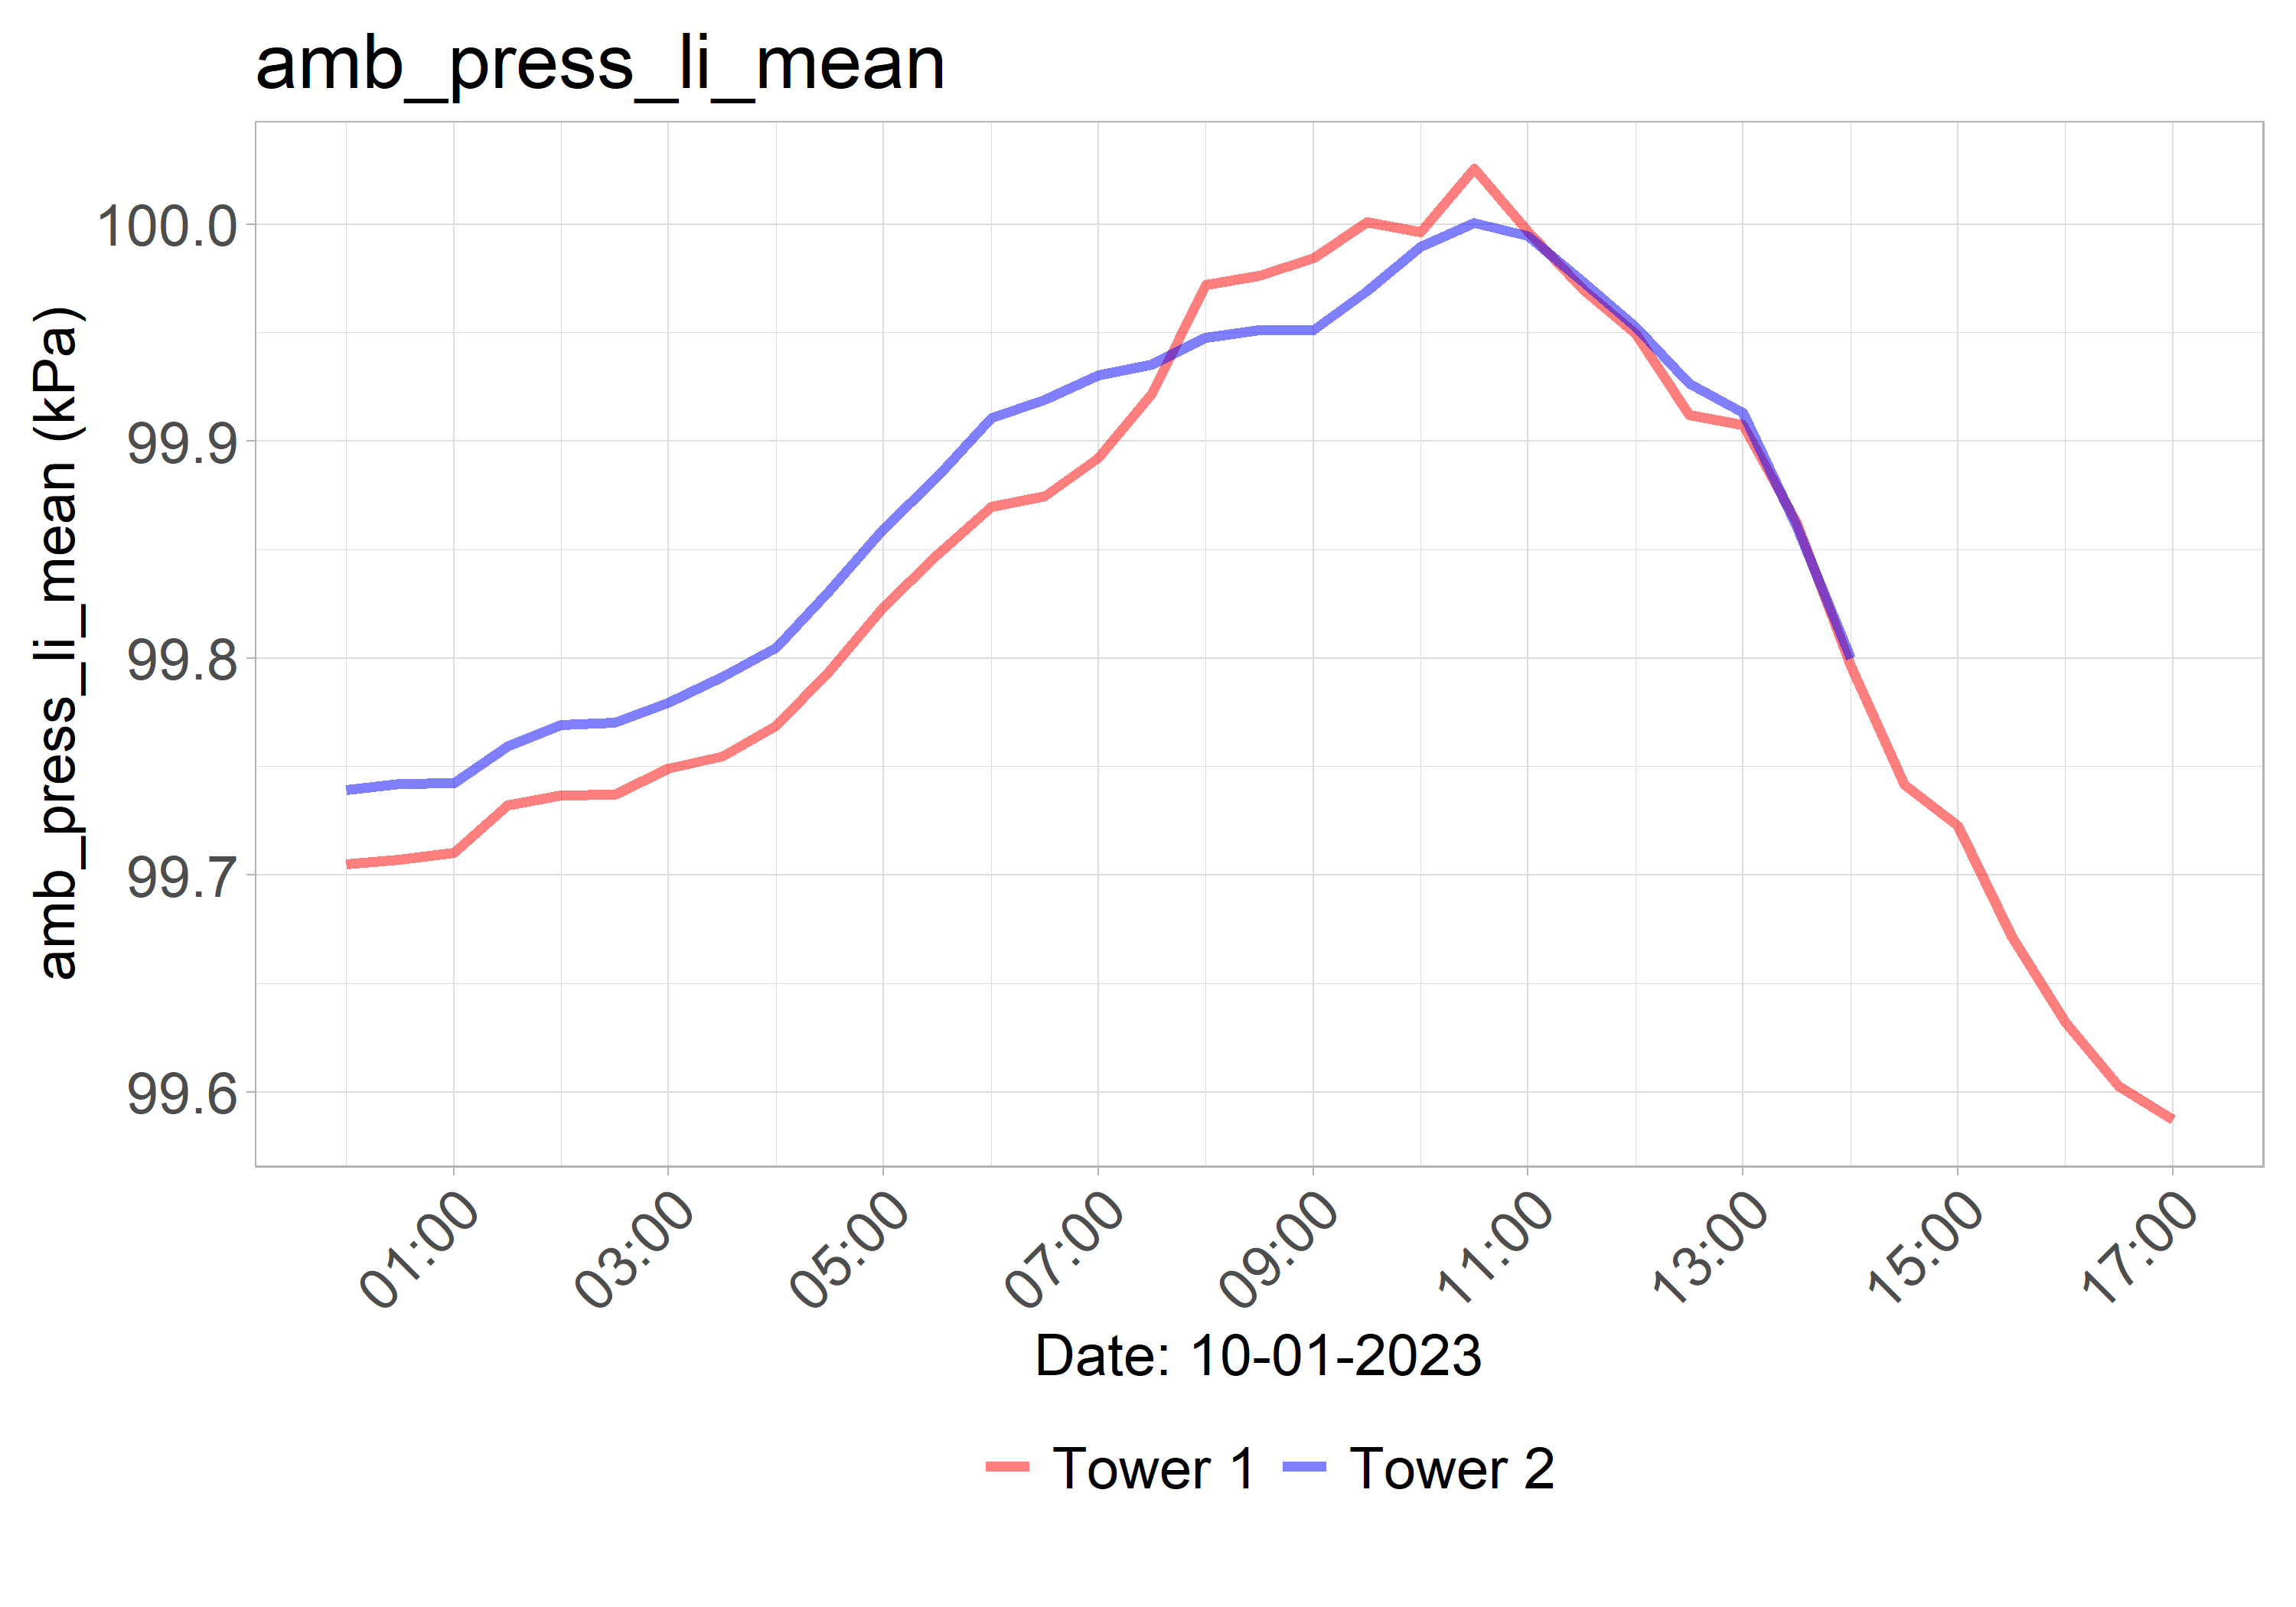 amb_press_li_mean
amb_press_li_mean (kPa)
100.0
99.9
99.8
99.7
99.6
01:00
03:00
05:00
07:00
09:00
11:00
13:00
15:00
17:00
Date: 10-01-2023
Tower 1
Tower 2